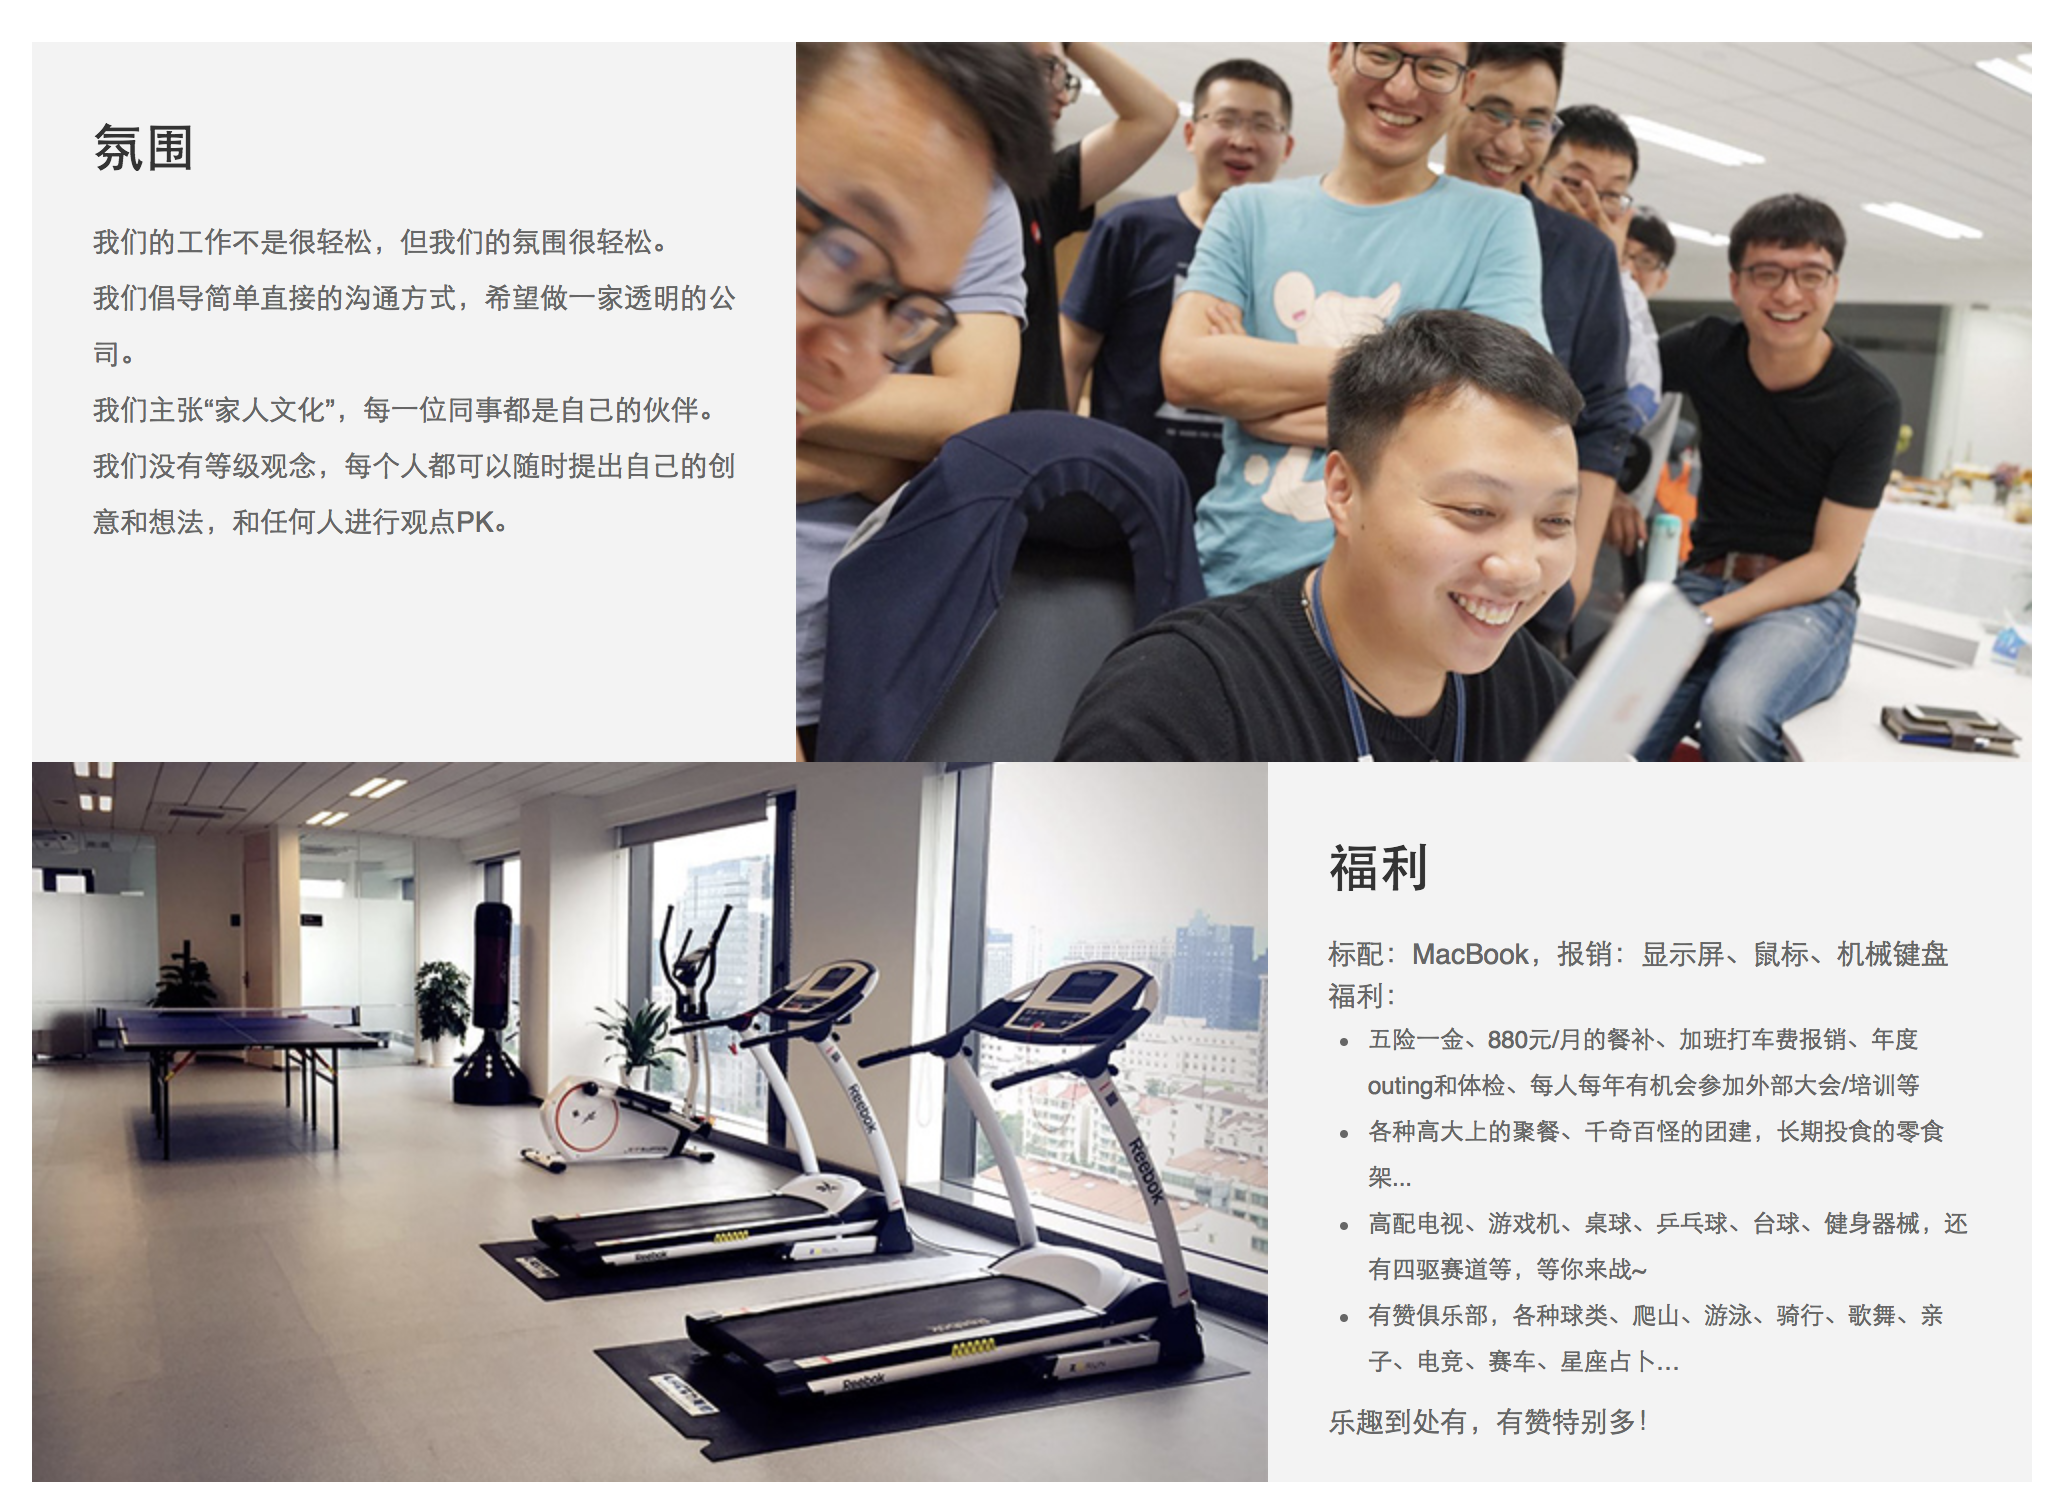 氛围
我们的工作不是很轻松，但我们的氛围很轻松。
我们倡导简单直接的沟通方式，希望做一家透明的公
司。
我们主张“家人文化”，每一位同事都是自己的伙伴。
我们没有等级观念，每个人都可以随时提出自己的创
意和想法，和任何人进行观点PK。
福利
标配：MacBook，报销：显示屏、鼠标、机械键盘
福利：
五险一金、880元/月的餐补、加班打车费报销、年度
outing和体检、每人每年有机会参加外部大会/培训等
各种高大上的聚餐、千奇百怪的团建，长期投食的零食
架...
高配电视、游戏机、桌球、乒乓球、台球、健身器械，还
有四驱赛道等，等你来战~
有赞俱乐部，各种球类、爬山、游泳、骑行、歌舞、亲
子、电竞、赛车、星座占卜...
乐趣到处有，有赞特别多！
Reebok
Reebok
Reebok
Reebok